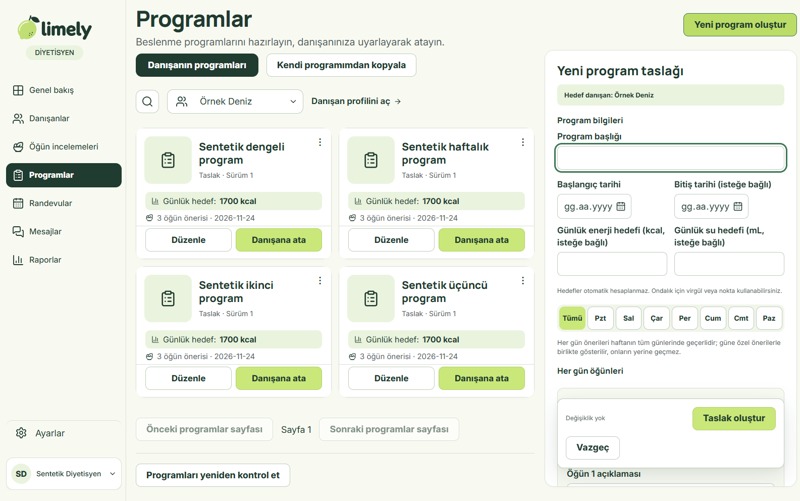 limely
DİYETİSYEN
Genel bakış
Danışanlar
Öğün incelemeleri
Programlar
Randevular
Mesajlar
Raporlar
Ayarlar
SD Sentetik Diyetisyen
Programlar
Beslenme programlarını hazırlayın, danışanınıza uyarlayarak atayın.
Yeni program oluştur
Danışanın programları
Kendi programımdan kopyala
Örnek Deniz
Danışan profilini aç →
Sentetik dengeli
program
Taslak · Sürüm 1
Günlük hedef: 1700 kcal
3 öğün önerisi · 2026-11-24
Düzenle
Danışana ata
Sentetik haftalık
program
Taslak · Sürüm 1
Günlük hedef: 1700 kcal
3 öğün önerisi · 2026-11-24
Düzenle
Danışana ata
Sentetik ikinci
program
Taslak · Sürüm 1
Günlük hedef: 1700 kcal
3 öğün önerisi · 2026-11-24
Düzenle
Danışana ata
Sentetik üçüncü
program
Taslak · Sürüm 1
Günlük hedef: 1700 kcal
3 öğün önerisi · 2026-11-24
Düzenle
Danışana ata
Önceki programlar sayfası
Sayfa 1
Sonraki programlar sayfası
Programları yeniden kontrol et
Yeni program taslağı
Hedef danışan: Örnek Deniz
Program bilgileri
Program başlığı
Başlangıç tarihi
gg.aa.yyyy
Bitiş tarihi (isteğe bağlı)
gg.aa.yyyy
Günlük enerji hedefi (kcal,
isteğe bağlı)
Günlük su hedefi (mL,
isteğe bağlı)
Hedefler otomatik hesaplanmaz. Ondalık için virgül veya nokta kullanabilirsiniz.
Tümü Pzt Sal Çar Per Cum Cmt Paz
Her gün önerileri haftanın tüm günlerinde geçerlidir; güne özel önerilerle
birlikte gösterilir, onların yerine geçmez.
Her gün öğünleri
Değişiklik yok
Taslak oluştur
Vazgeç
Öğün 1 açıklaması